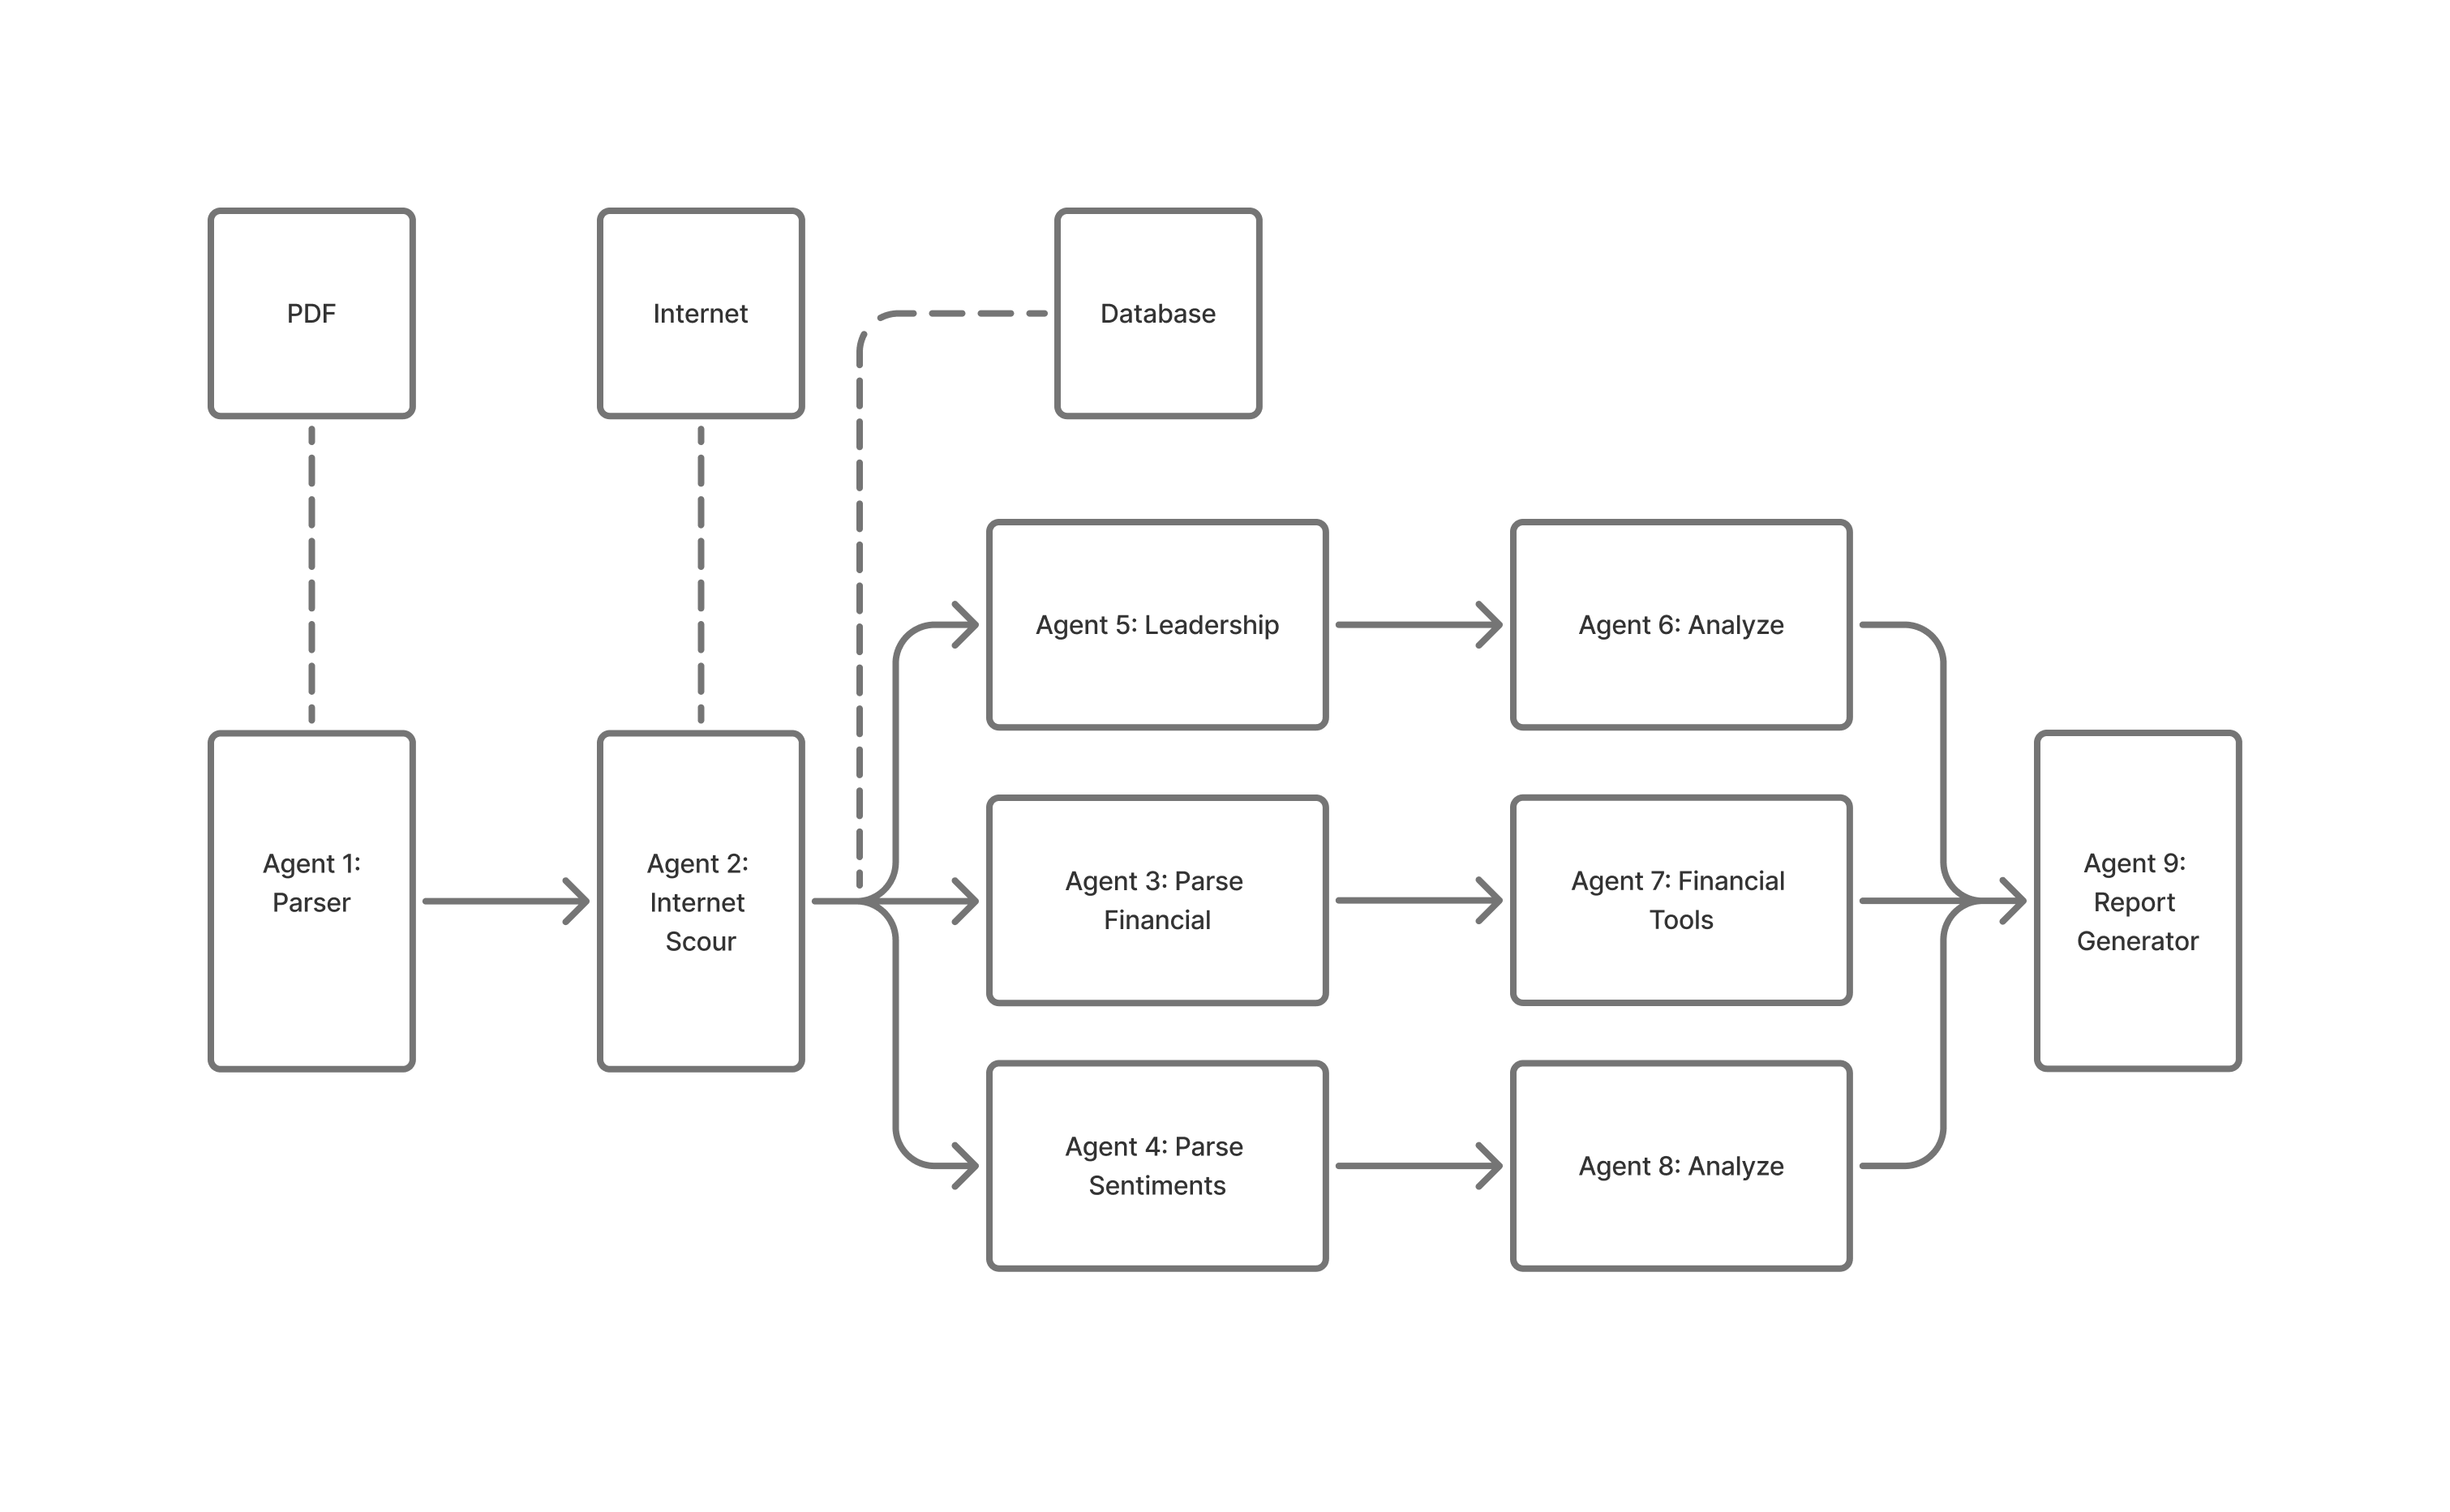 PDF
Internet
Database
Agent 5: Leadership
Agent 6: Analyze
Agent 1:
Parser
Agent 2:
Internet
Scour
Agent 3: Parse
Financial
Agent 7: Financial
Tools
Agent 9:
Report
Generator
Agent 4: Parse
Sentiments
Agent 8: Analyze